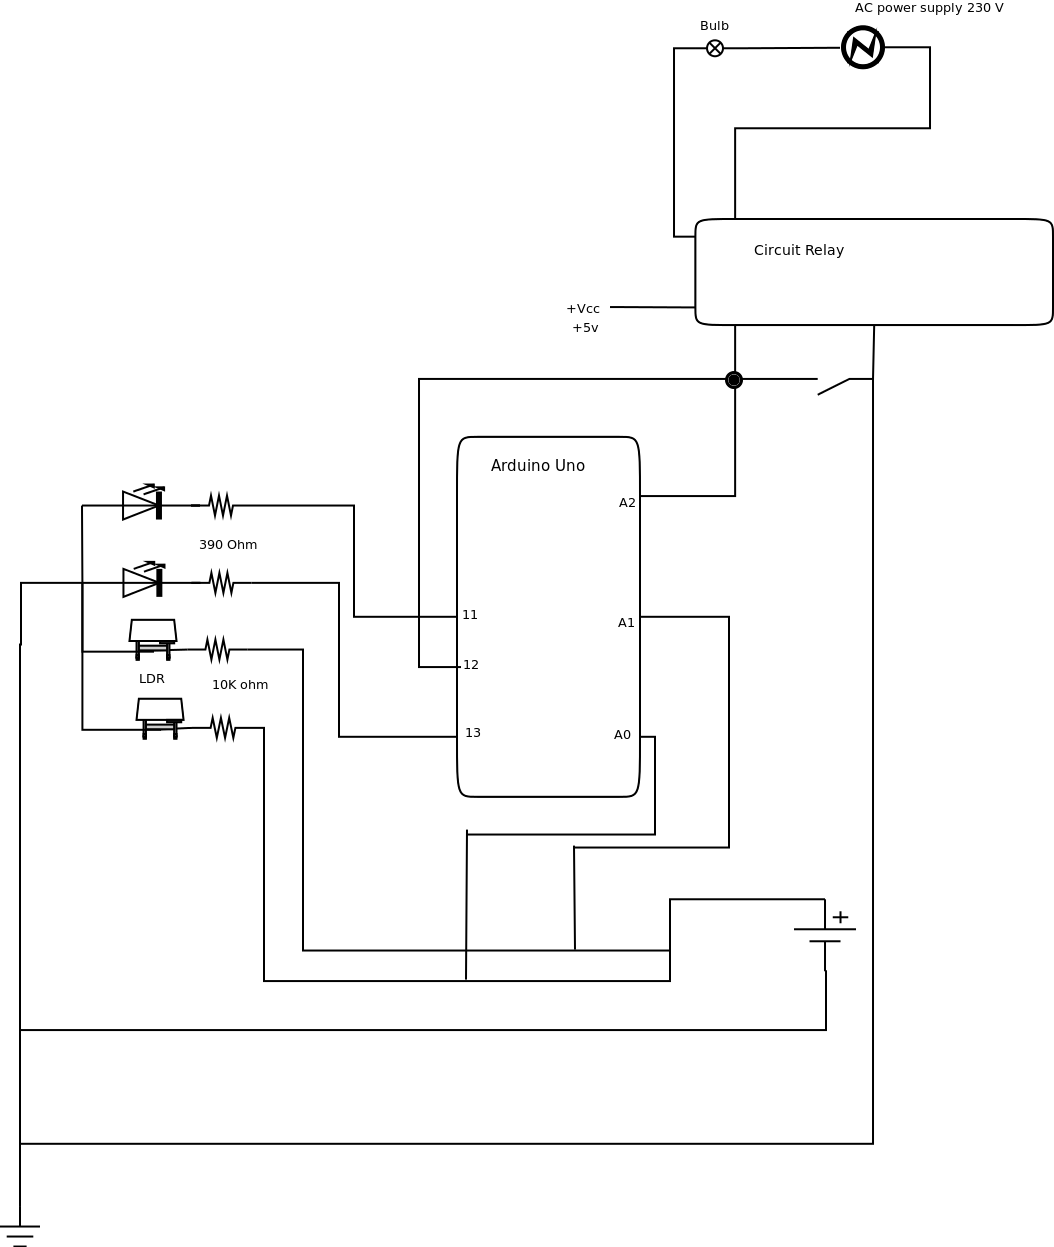 AC power supply 230 V
Bulb
Circuit Relay
+Vcc
+5v
Arduino Uno
A2
390 Ohm
11
A1
12
LDR
10K ohm
13
A0
+